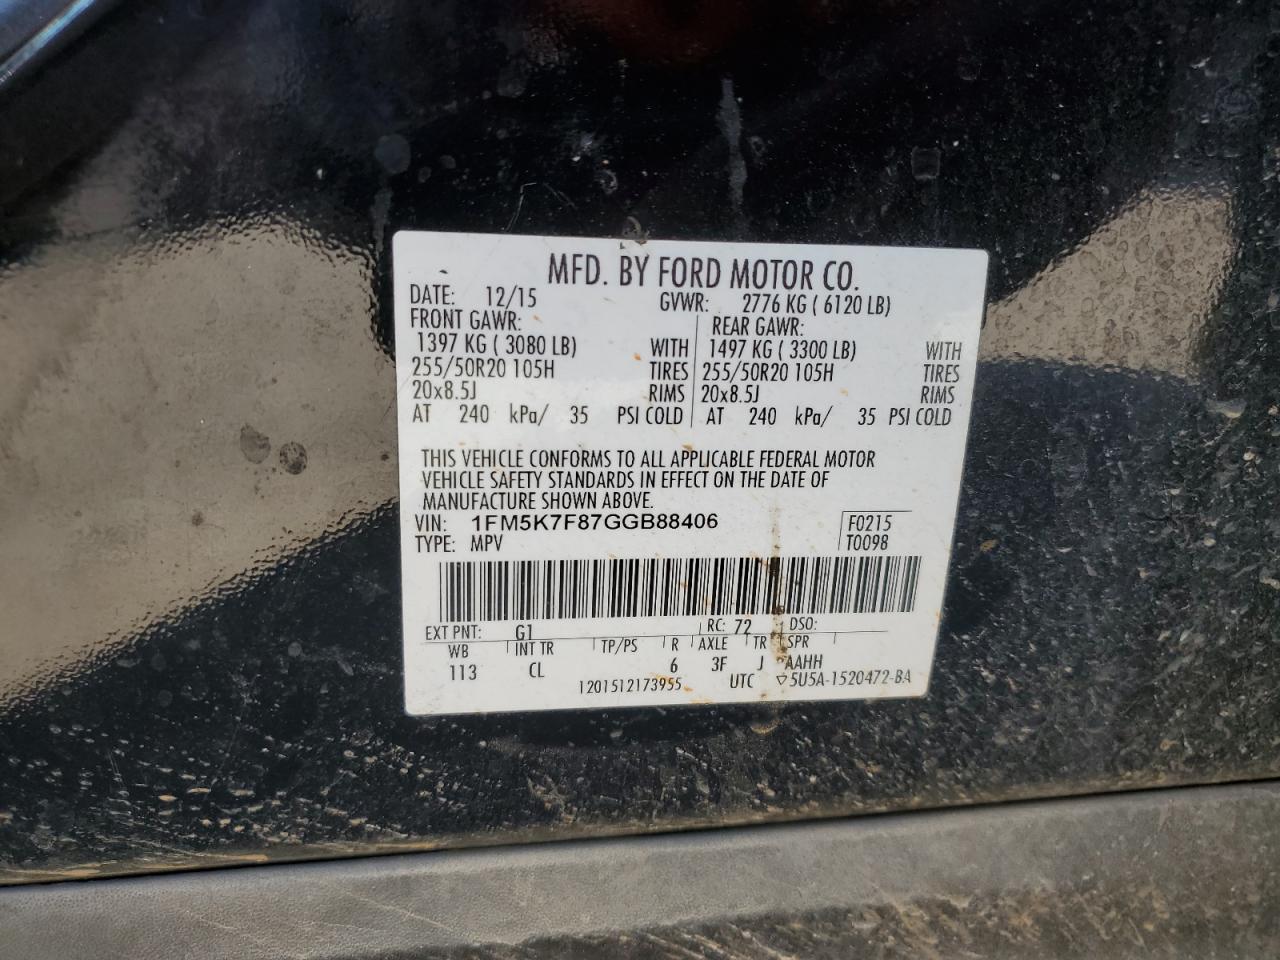 MFD. BY FORD MOTOR CO.
DATE: 12/15 GVWR: 2776 KG ( 6120 LB)
FRONT GAWR: REAR GAWR:
1397 KG ( 3080 LB) WITH 1497 KG ( 3300 LB) WITH
255/50R20 105H TIRES 255/50R20 105H TIRES
20x8.5J RIMS 20x8.5J RIMS
AT 240 kPa/ 35 PSI COLD AT 240 kPa/ 35 PSI COLD
THIS VEHICLE CONFORMS TO ALL APPLICABLE FEDERAL MOTOR
VEHICLE SAFETY STANDARDS IN EFFECT ON THE DATE OF
MANUFACTURE SHOWN ABOVE.
VIN: 1FM5K7F87GGB88406 F0215
TYPE: MPV T0098
EXT PNT: G1 RC: 72 DSO:
WB INT TR TP/PS R AXLE TR SPR
113 CL 6 3F J AAHH
1201512173955 UTC ▽5U5A-1520472-BA